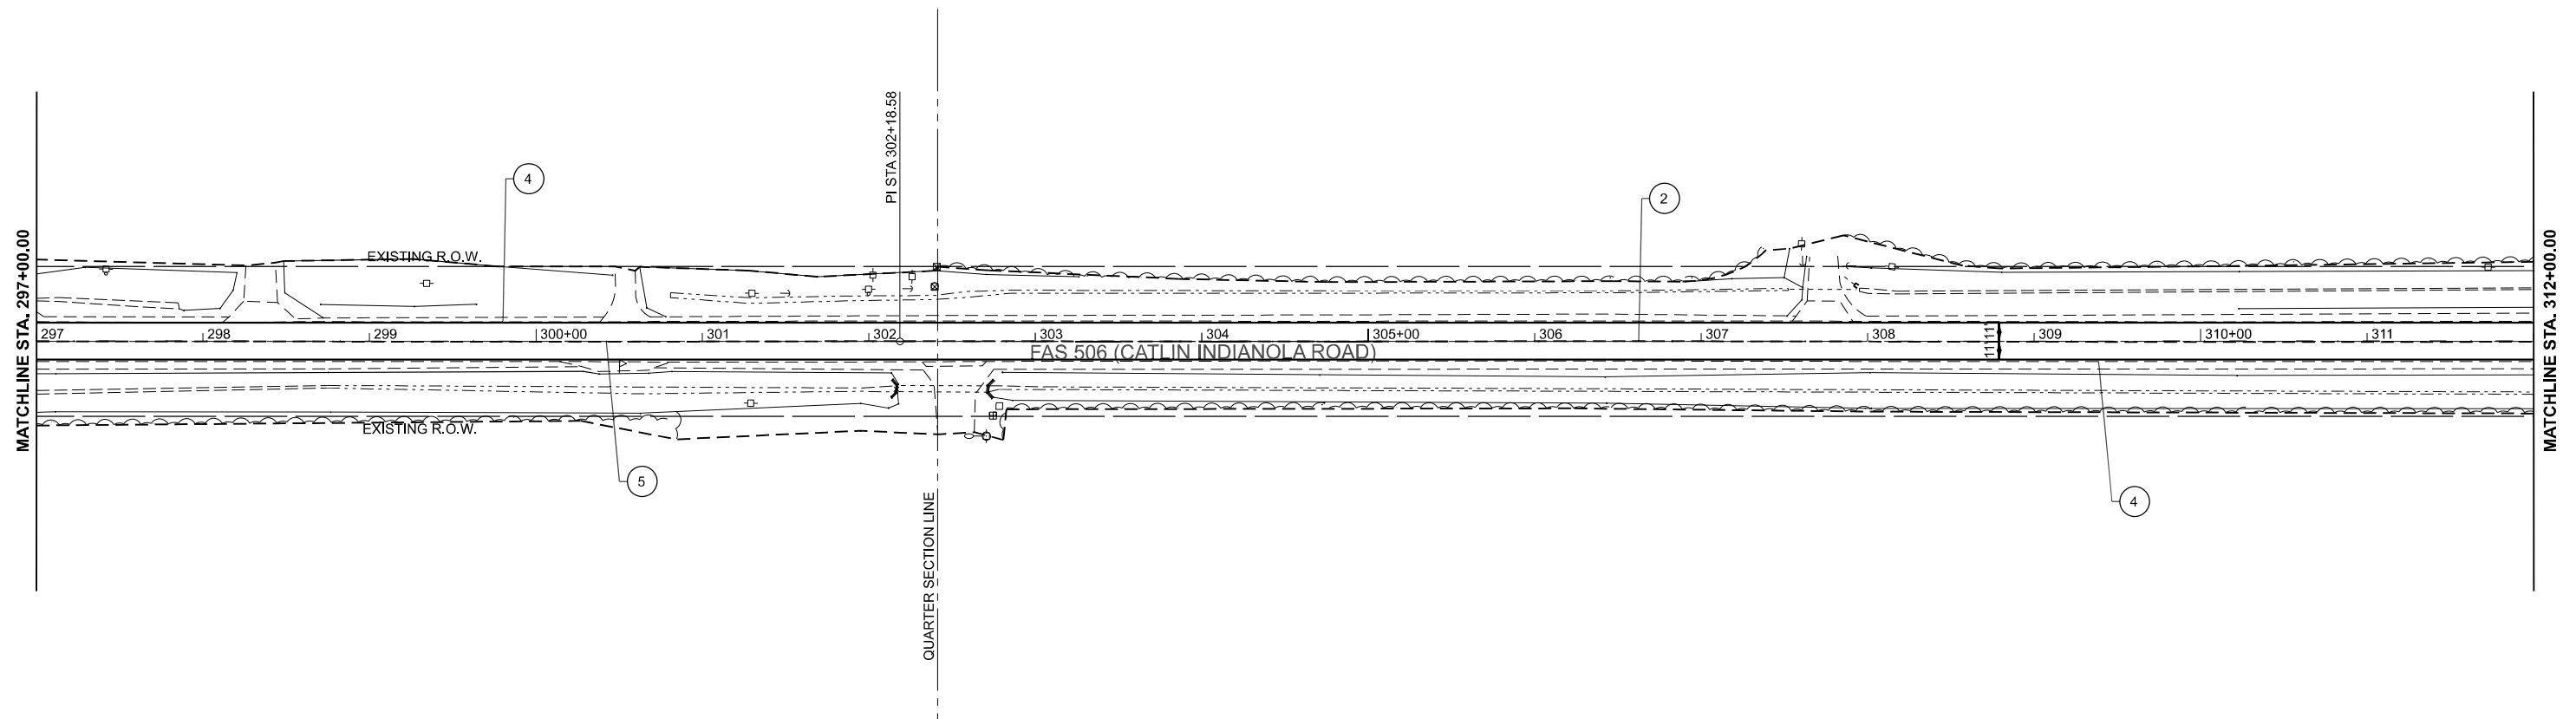 PI STA 302+18.58
4
2
MATCHLINE STA. 297+00.00
EXISTING R.O.W.
MATCHLINE STA. 312+00.00
297 298 299 300+00 301 302 303 304 305+00 306 307 308 309 310+00 311
11' 11'
FAS 506 (CATLIN INDIANOLA ROAD)
EXISTING R.O.W.
5
4
QUARTER SECTION LINE